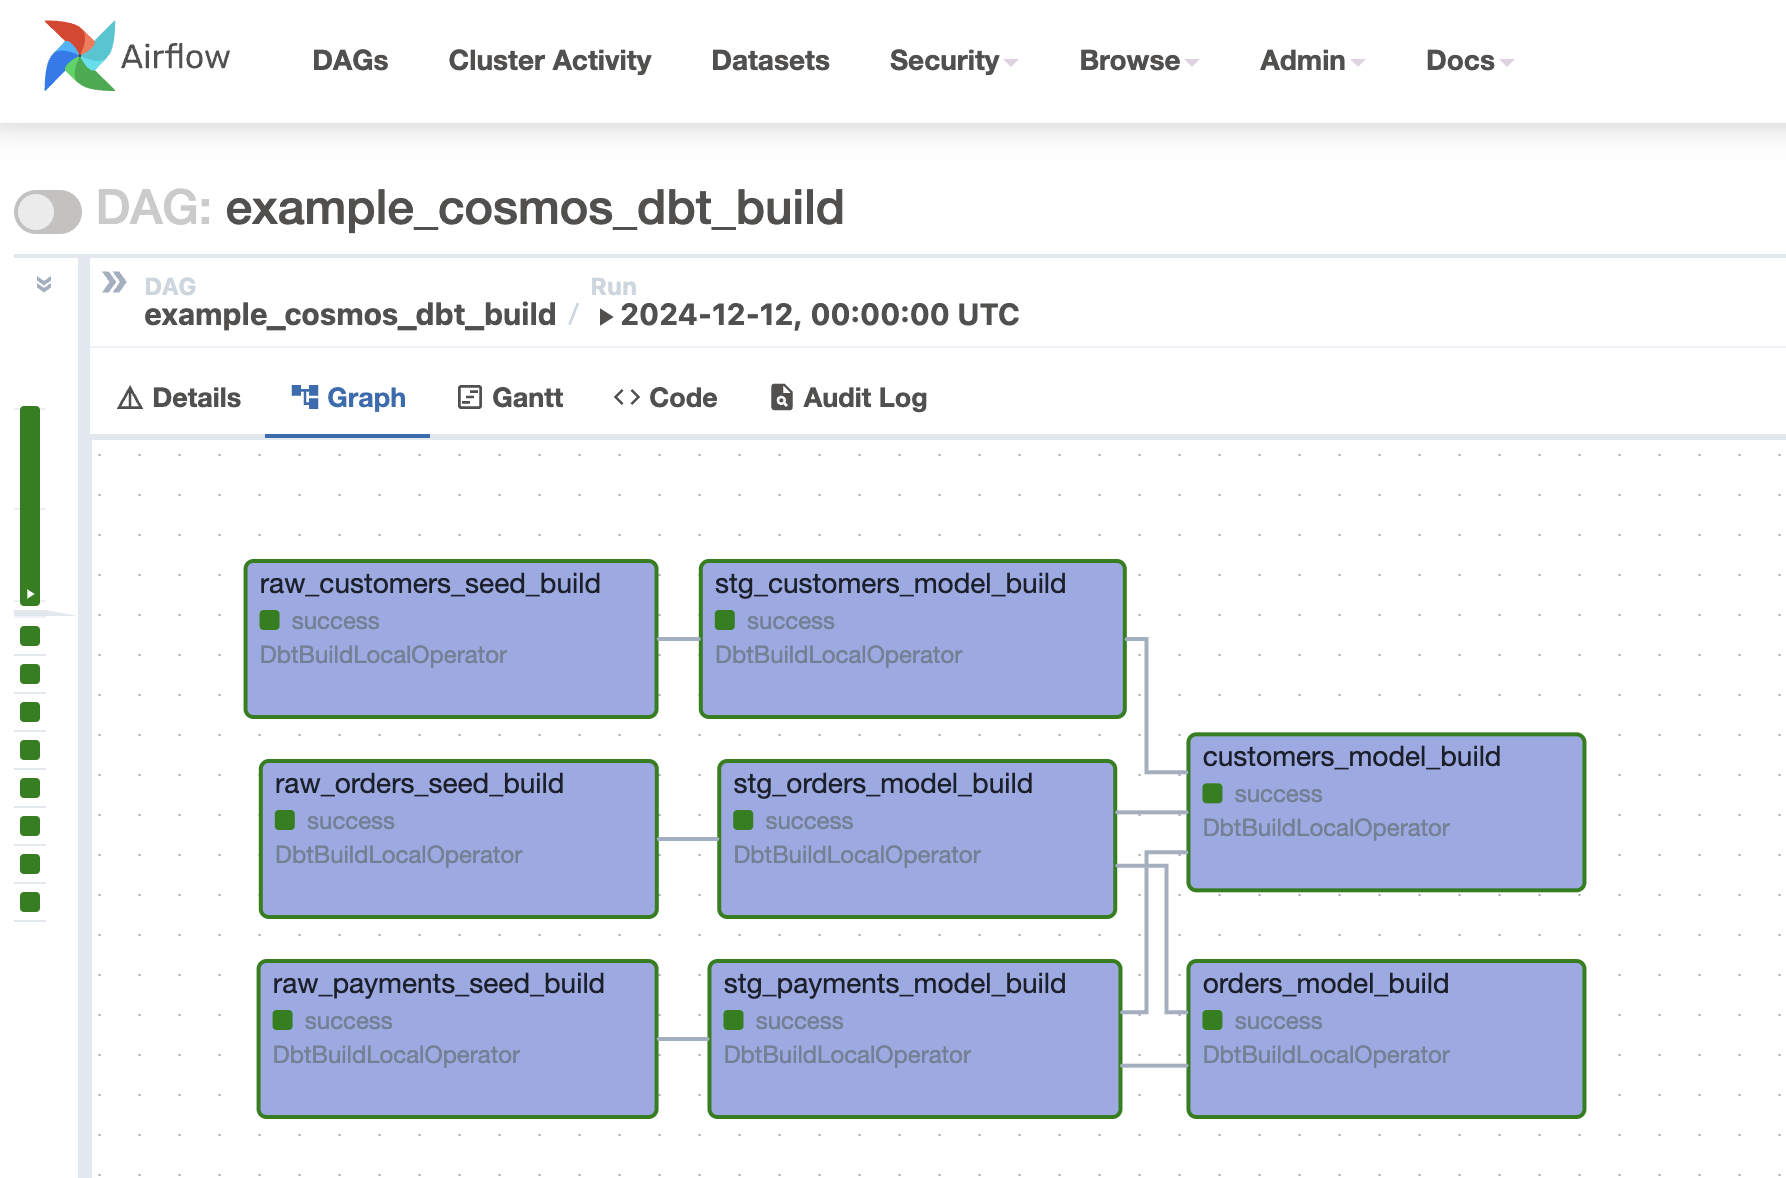 Airflow DAGs Cluster Activity Datasets Security Browse Admin Docs
DAG: example_cosmos_dbt_build
DAG
example_cosmos_dbt_build /
Run
2024-12-12, 00:00:00 UTC
Details Graph Gantt Code Audit Log
raw_customers_seed_build
success
DbtBuildLocalOperator
stg_customers_model_build
success
DbtBuildLocalOperator
customers_model_build
success
DbtBuildLocalOperator
raw_orders_seed_build
success
DbtBuildLocalOperator
stg_orders_model_build
success
DbtBuildLocalOperator
raw_payments_seed_build
success
DbtBuildLocalOperator
stg_payments_model_build
success
DbtBuildLocalOperator
orders_model_build
success
DbtBuildLocalOperator